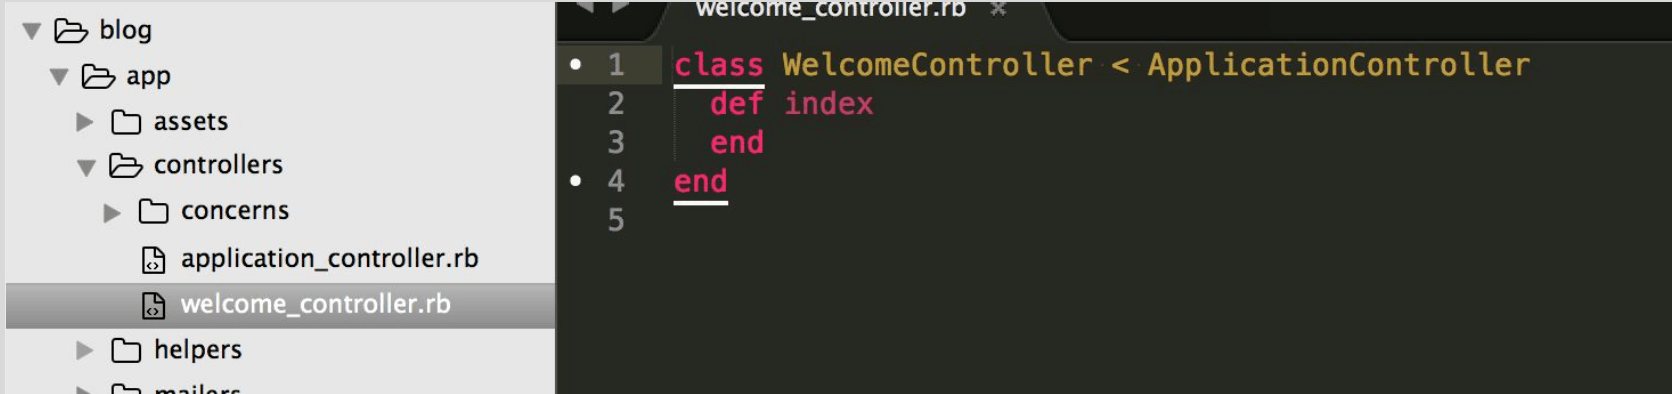 blog
app
assets
controllers
concerns
application_controller.rb
welcome_controller.rb
helpers
mailers
welcome_controller.rb ×
1 class WelcomeController < ApplicationController
2 def index
3 end
4 end
5